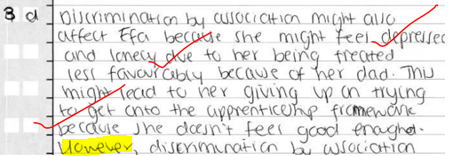 3 d Discrimination by association might also
affect Effa because she might feel depressed
and lonely due to her being treated
less favourably because of her dad. This
might lead to her giving up on trying
to get onto the apprenticeship framework
because she doesn't feel good enough.
However, discrimination by association